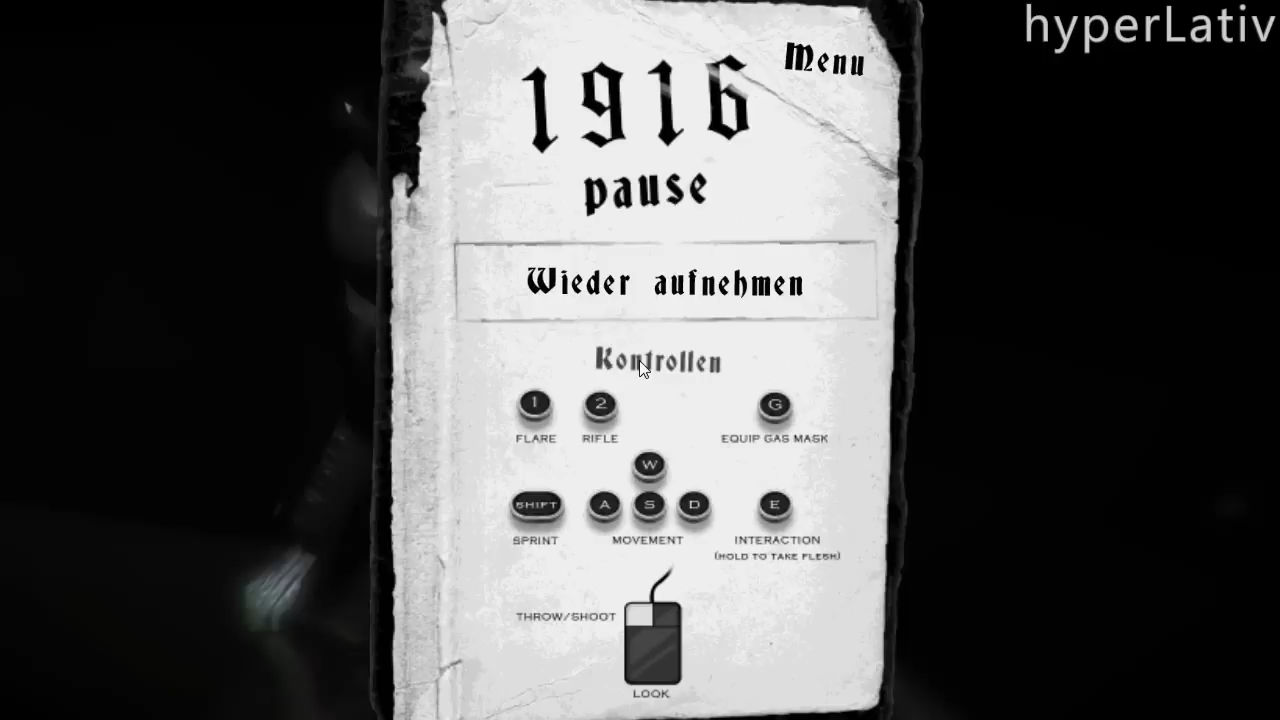 hyperLativ
Menu
1916
pause
Wieder aufnehmen
Kontrollen
1 2 G
FLARE RIFLE EQUIP GAS MASK
W
SHIFT A S D E
SPRINT MOVEMENT INTERACTION
(HOLD TO TAKE FLESH)
THROW/SHOOT
LOOK